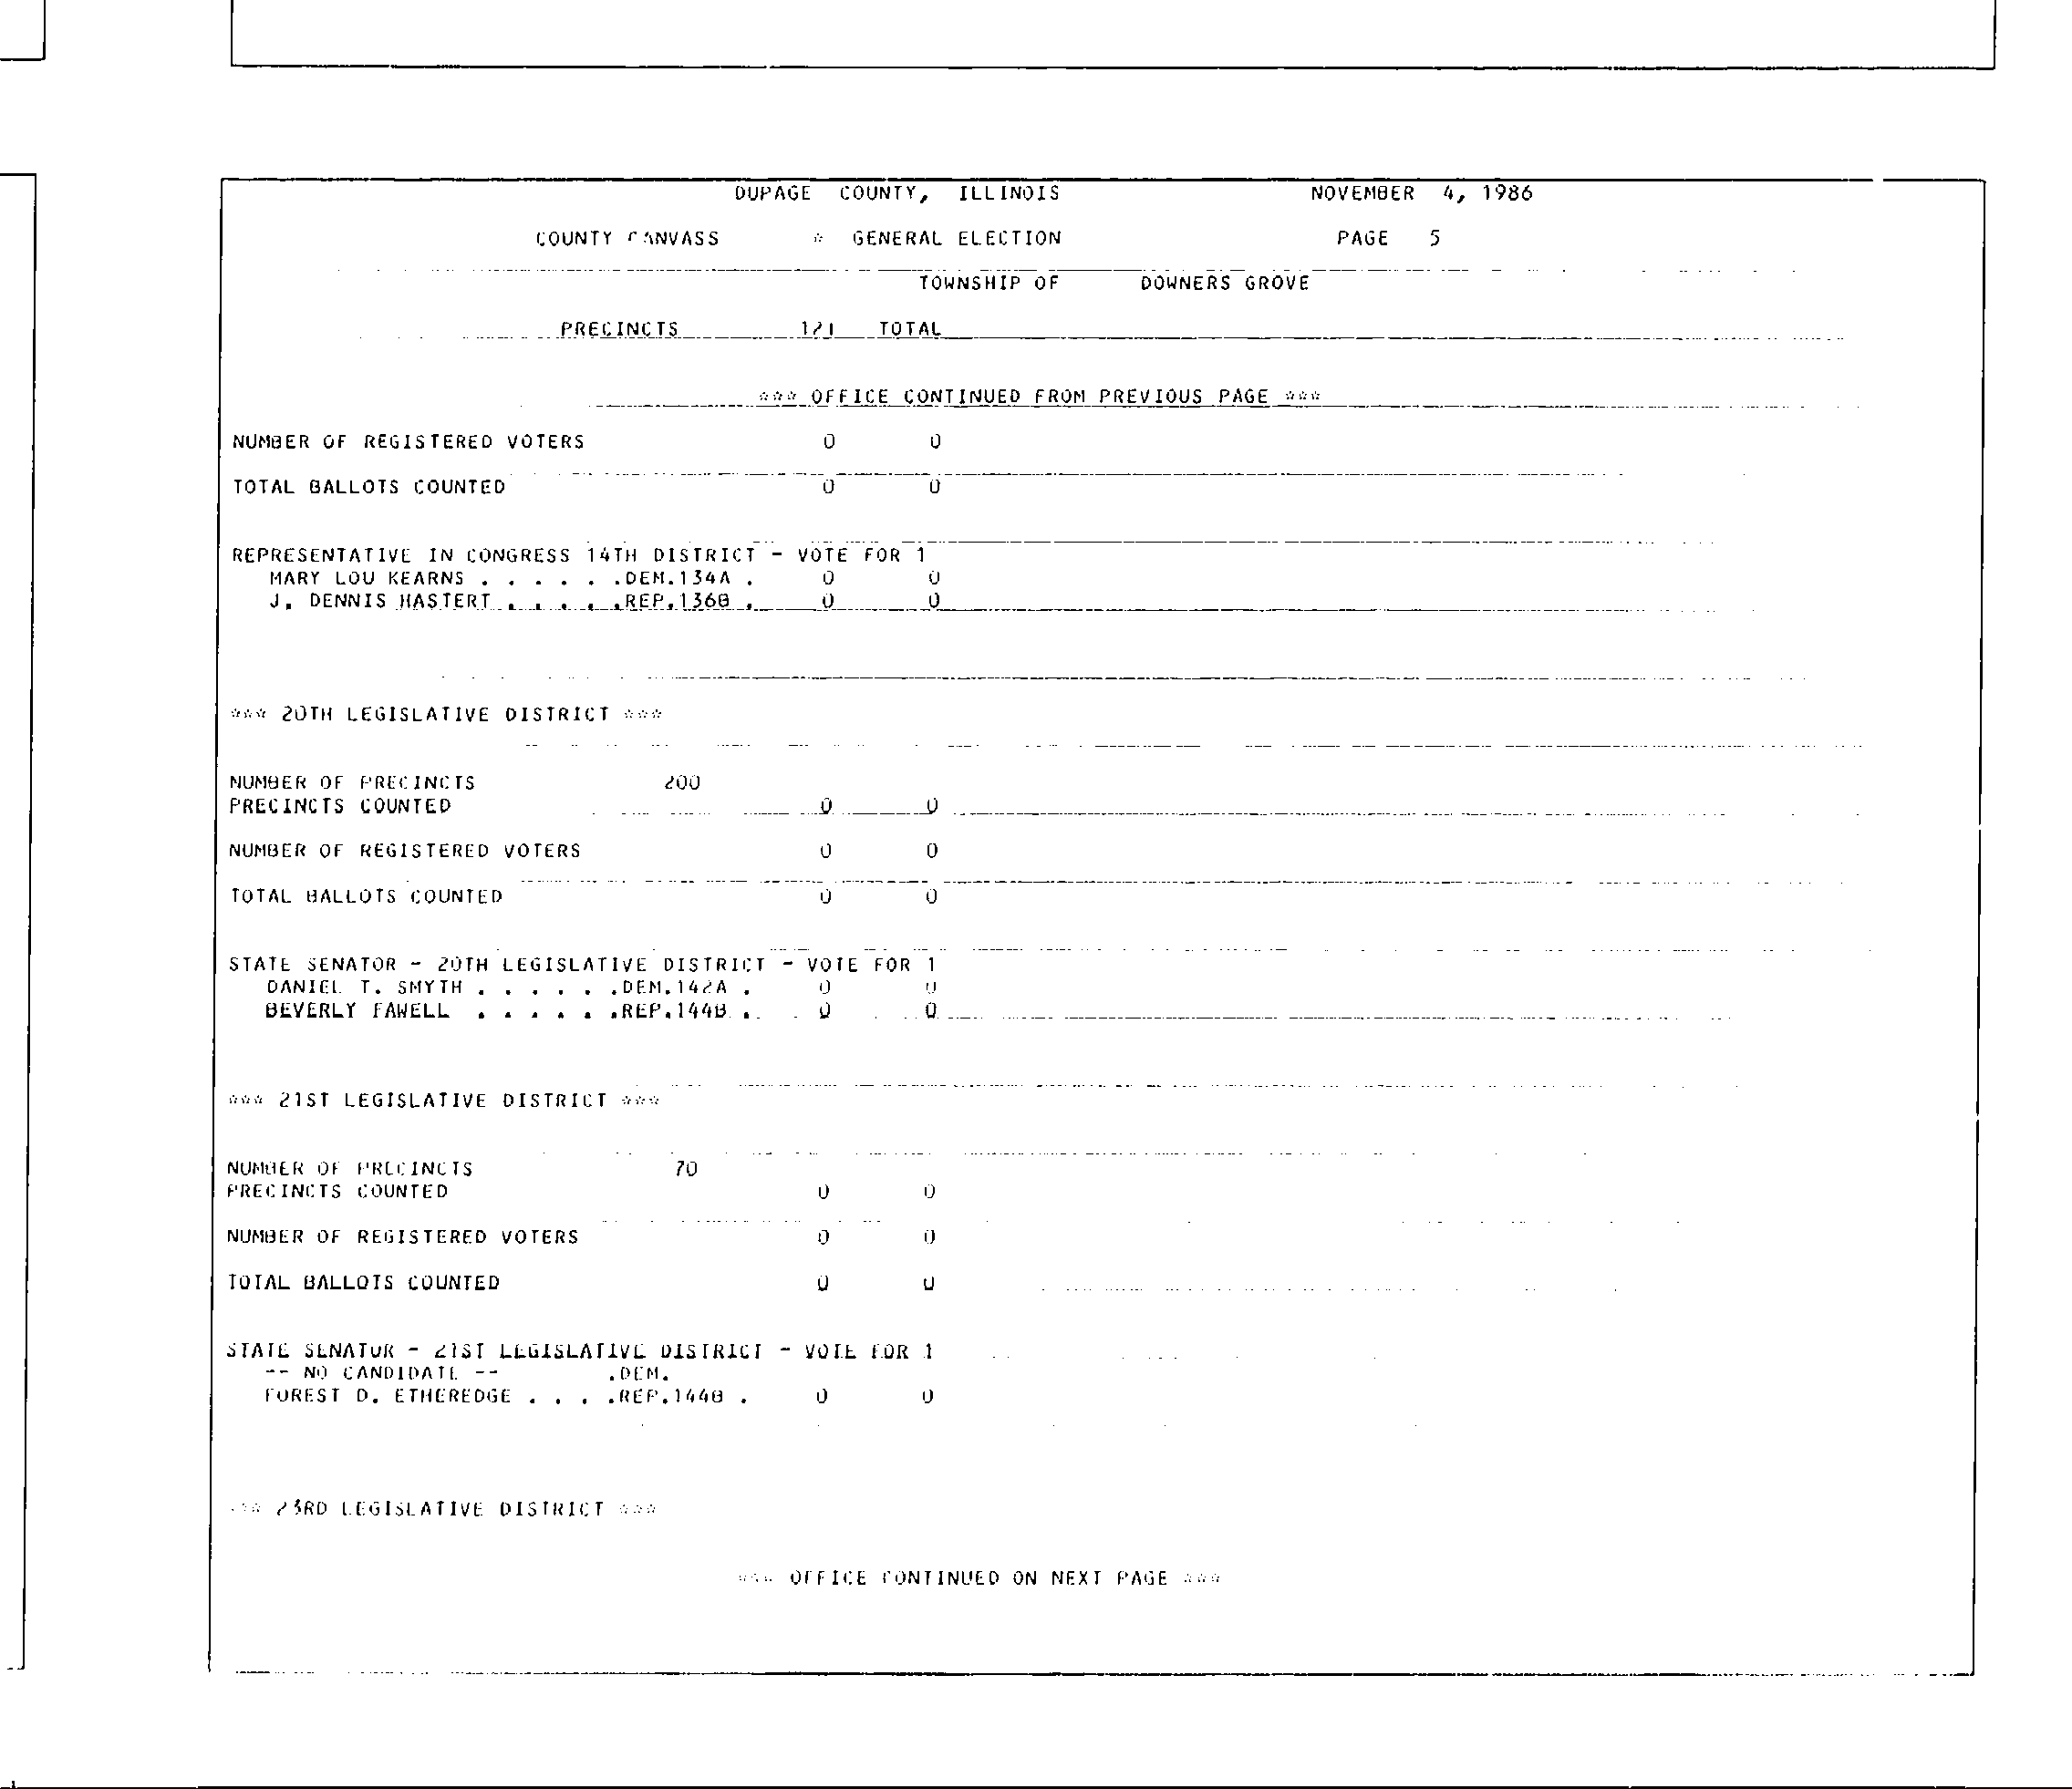 DUPAGE COUNTY, ILLINOIS NOVEMBER 4, 1986
COUNTY CANVASS * GENERAL ELECTION PAGE 5
TOWNSHIP OF DOWNERS GROVE
PRECINCTS 121 TOTAL
*** OFFICE CONTINUED FROM PREVIOUS PAGE ***
NUMBER OF REGISTERED VOTERS 0 0
TOTAL BALLOTS COUNTED 0 0
REPRESENTATIVE IN CONGRESS 14TH DISTRICT - VOTE FOR 1
MARY LOU KEARNS . . . . . .DEM.134A . 0 0
J. DENNIS HASTERT . . . . .REP.136B . 0 0
*** 20TH LEGISLATIVE DISTRICT ***
NUMBER OF PRECINCTS 200
PRECINCTS COUNTED 0 0
NUMBER OF REGISTERED VOTERS 0 0
TOTAL BALLOTS COUNTED 0 0
STATE SENATOR - 20TH LEGISLATIVE DISTRICT - VOTE FOR 1
DANIEL T. SMYTH . . . . . .DEM.142A . 0 0
BEVERLY FAWELL . . . . . .REP.144B . 0 0
*** 21ST LEGISLATIVE DISTRICT ***
NUMBER OF PRECINCTS 70
PRECINCTS COUNTED 0 0
NUMBER OF REGISTERED VOTERS 0 0
TOTAL BALLOTS COUNTED 0 0
STATE SENATOR - 21ST LEGISLATIVE DISTRICT - VOTE FOR 1
-- NO CANDIDATE -- .DEM.
FOREST D. ETHEREDGE . . . .REP.144B . 0 0
*** 23RD LEGISLATIVE DISTRICT ***
*** OFFICE CONTINUED ON NEXT PAGE ***